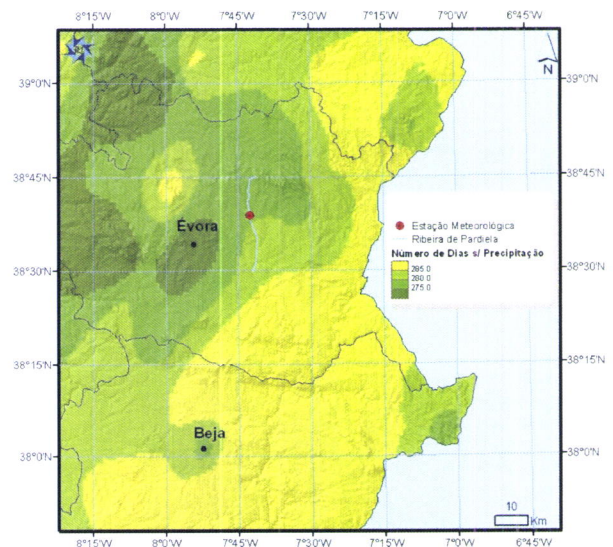 8°15'W 8°0'W 7°45'W 7°30'W 7°15'W 7°0'W 6°45'W
N
39°0'N 39°0'N
38°45'N 38°45'N
Estação Meteorológica
Évora
Ribeira de Pardiela
Número de Dias s/ Precipitação
285.0
280.0
275.0
38°30'N 38°30'N
38°15'N 38°15'N
Beja
38°0'N 38°0'N
10
Km
8°15'W 8°0'W 7°45'W 7°30'W 7°15'W 7°0'W 6°45'W